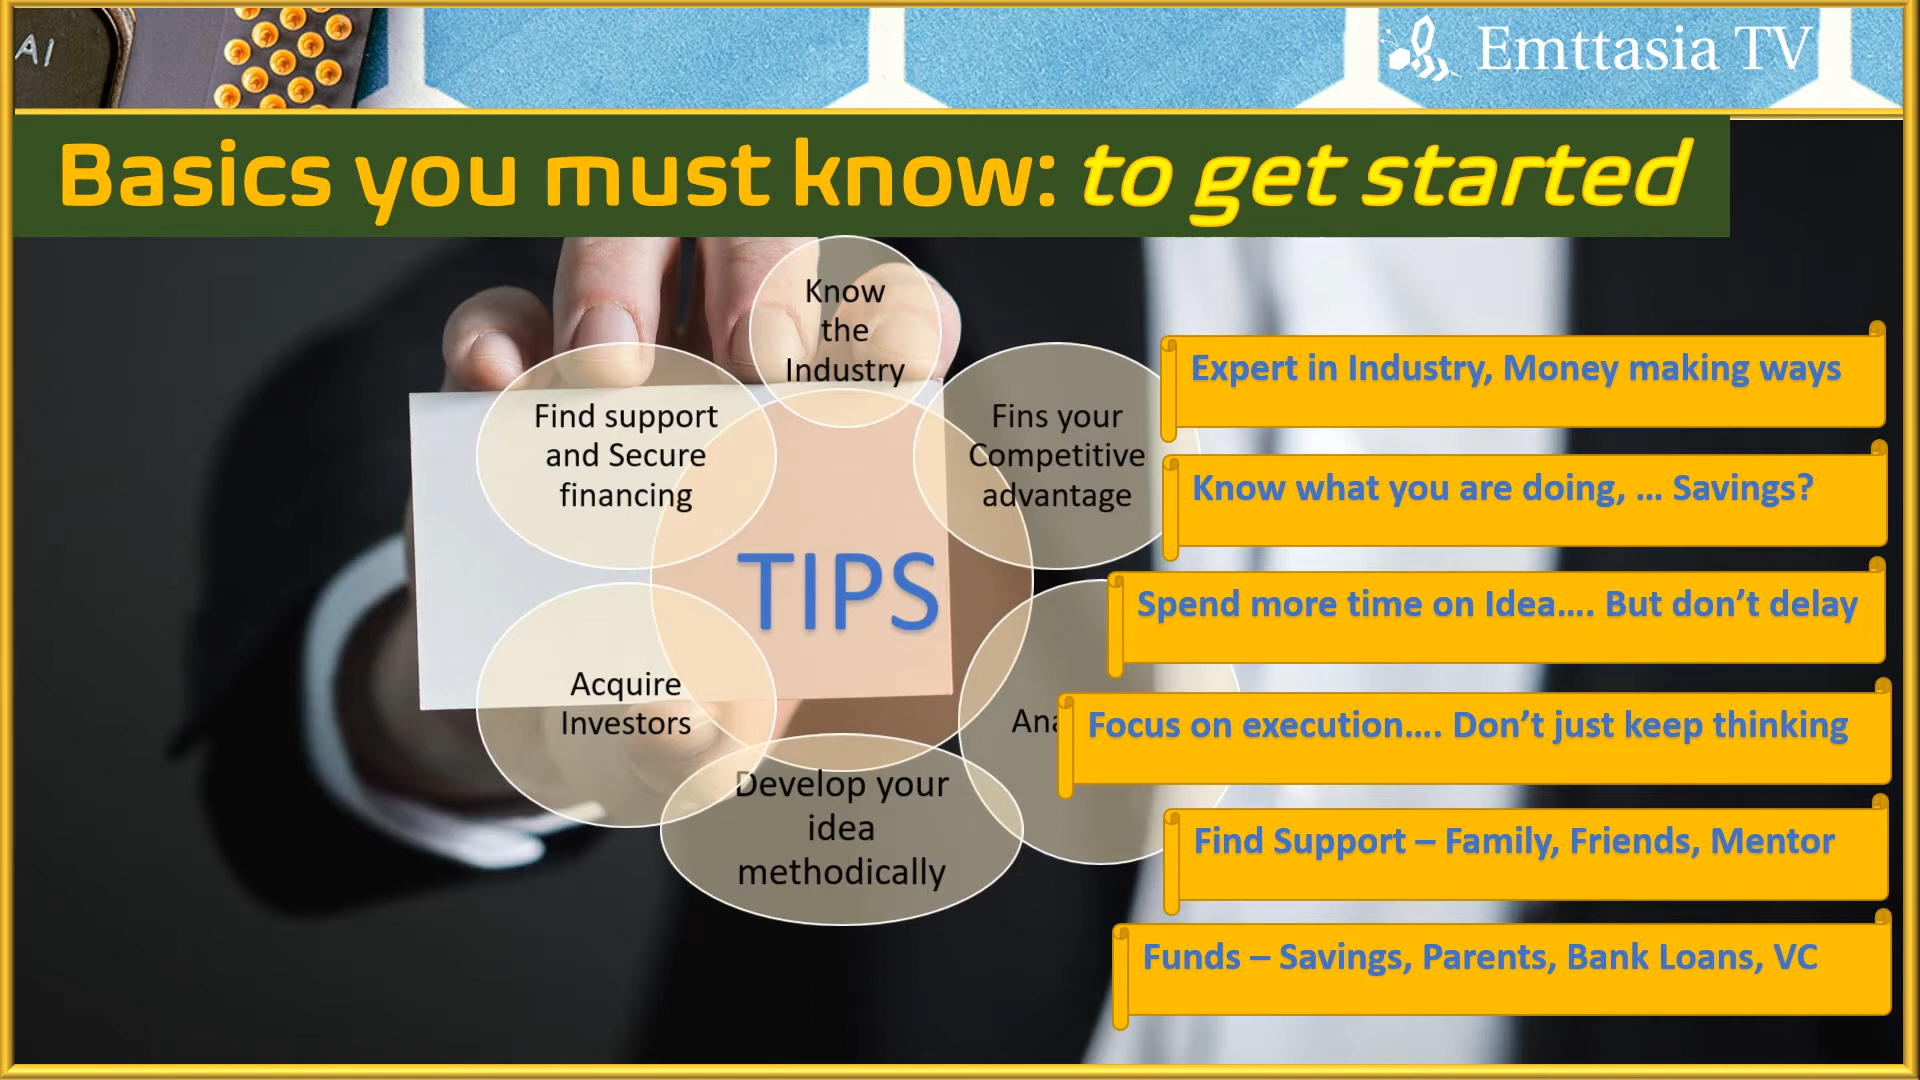 AI
Emttasia TV
Basics you must know: to get started
Know
the
Industry
Find support
and Secure
financing
Fins your
Competitive
advantage
TIPS
Acquire
Investors
Develop your
idea
methodically
Expert in Industry, Money making ways
Know what you are doing, ... Savings?
Spend more time on Idea…. But don’t delay
Focus on execution…. Don’t just keep thinking
Find Support – Family, Friends, Mentor
Funds – Savings, Parents, Bank Loans, VC